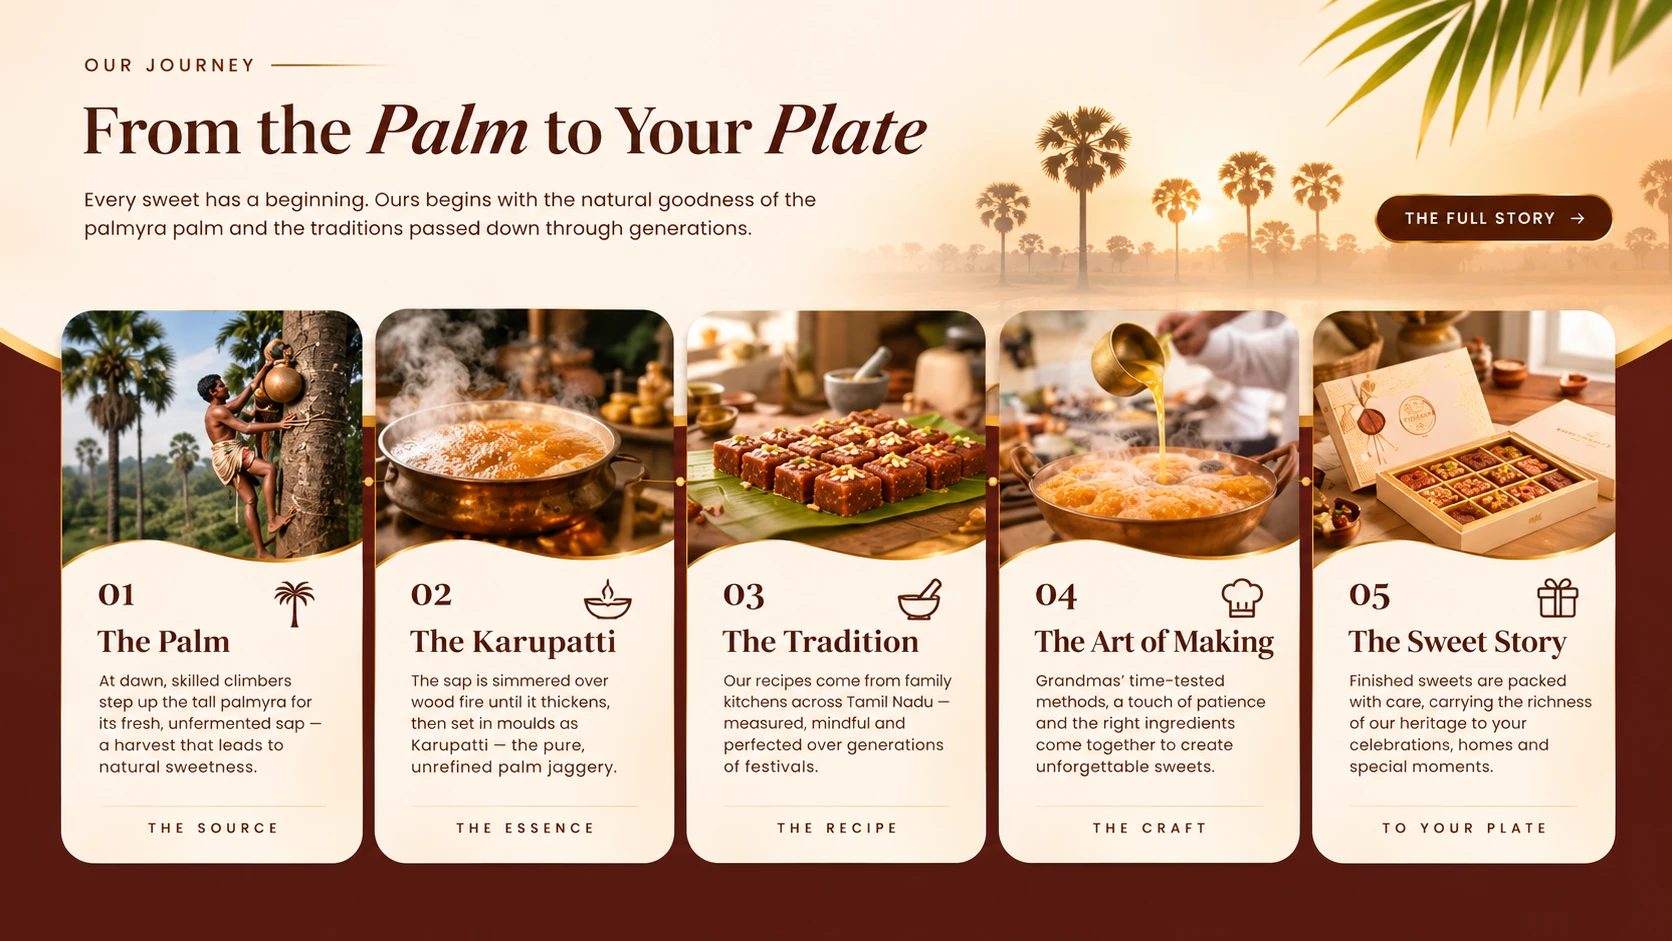 OUR JOURNEY
From the Palm to Your Plate
Every sweet has a beginning. Ours begins with the natural goodness of the
palmyra palm and the traditions passed down through generations.
THE FULL STORY →
01
The Palm
At dawn, skilled climbers
step up the tall palmyra for
its fresh, unfermented sap —
a harvest that leads to
natural sweetness.
THE SOURCE
02
The Karupatti
The sap is simmered over
wood fire until it thickens,
then set in moulds as
Karupatti — the pure,
unrefined palm jaggery.
THE ESSENCE
03
The Tradition
Our recipes come from family
kitchens across Tamil Nadu —
measured, mindful and
perfected over generations
of festivals.
THE RECIPE
04
The Art of Making
Grandmas’ time-tested
methods, a touch of patience
and the right ingredients
come together to create
unforgettable sweets.
THE CRAFT
05
The Sweet Story
Finished sweets are packed
with care, carrying the richness
of our heritage to your
celebrations, homes and
special moments.
TO YOUR PLATE